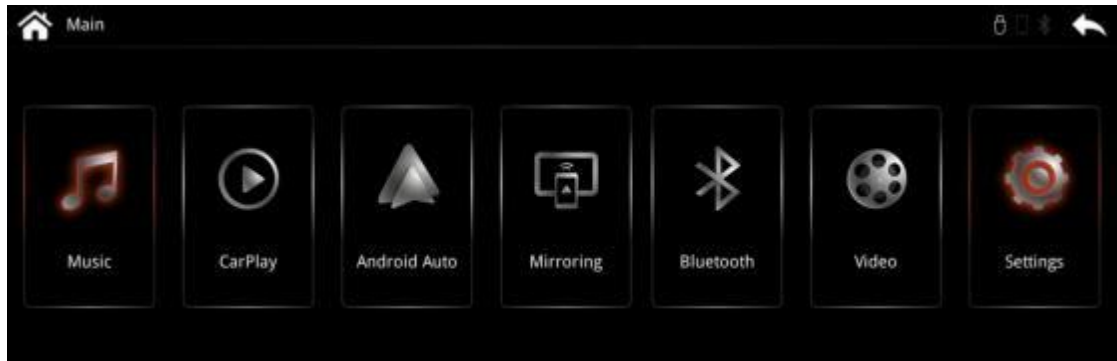 Main
Music
CarPlay
Android Auto
Mirroring
Bluetooth
Video
Settings